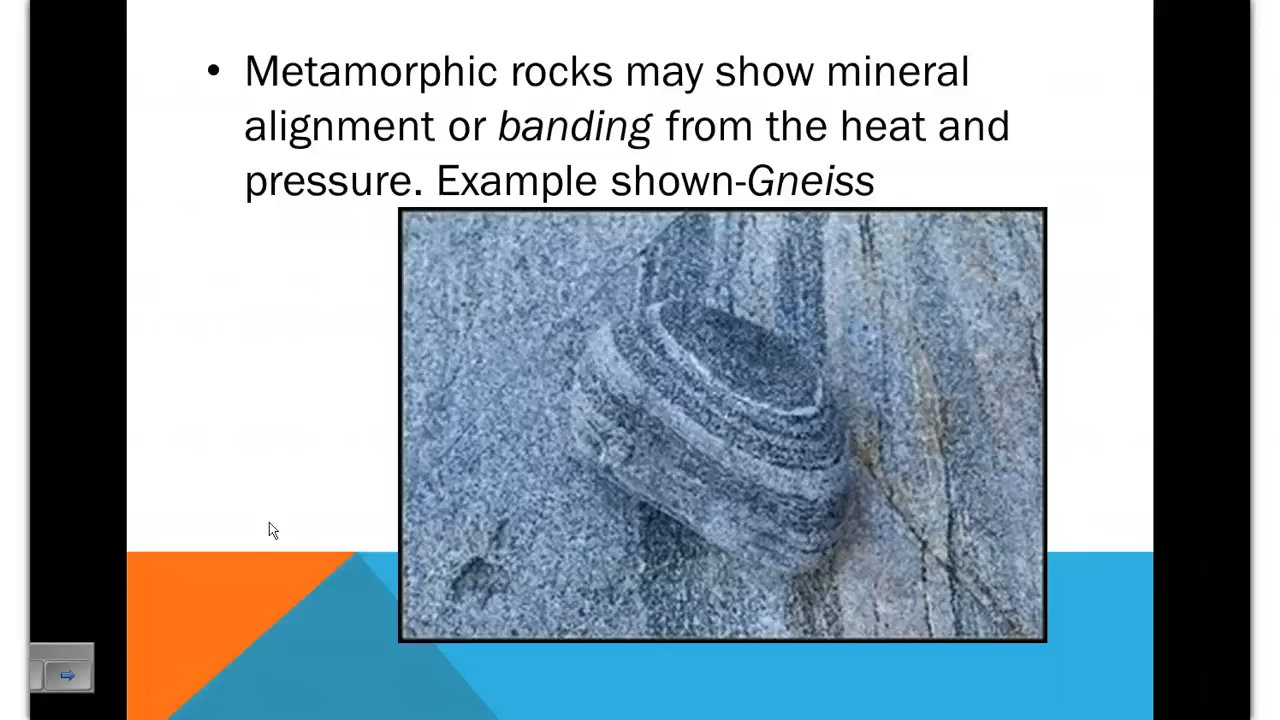 • Metamorphic rocks may show mineral
alignment or banding from the heat and
pressure. Example shown-Gneiss